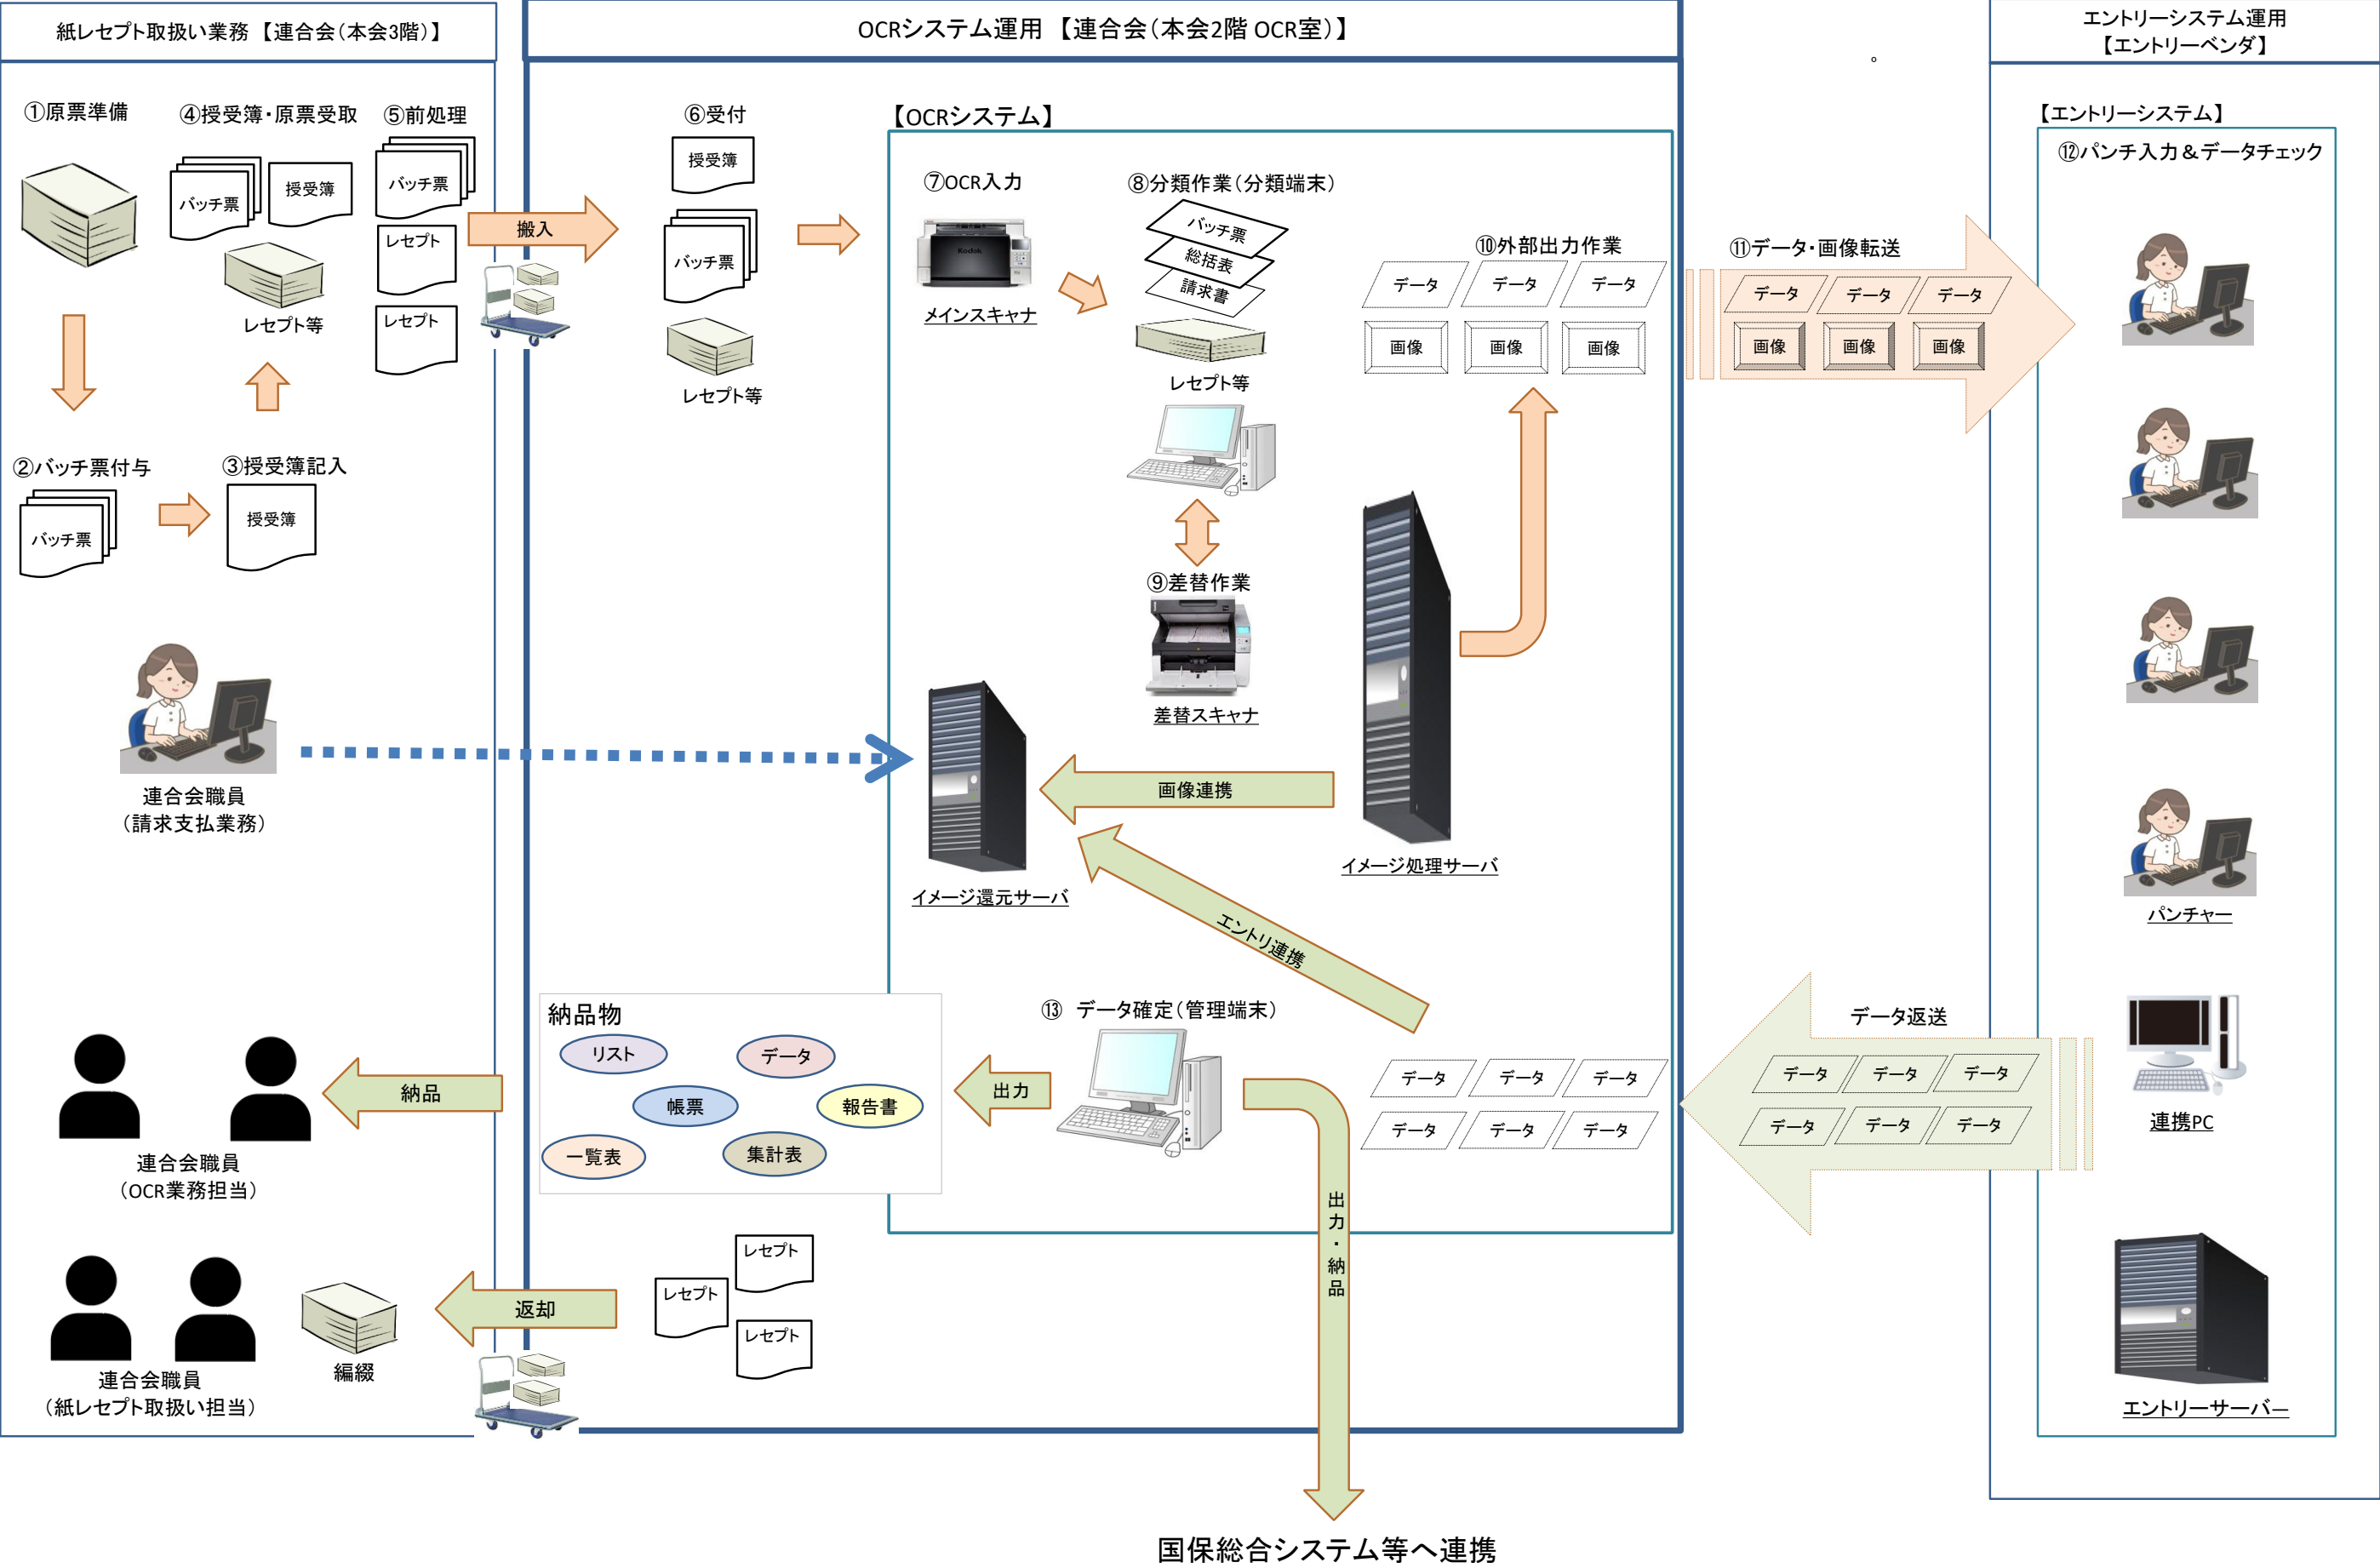 紙レセプト取扱い業務 【連合会（本会3階）】
①原票準備
④授受簿・原票受取
⑤前処理
バッチ票
授受簿
バッチ票
レセプト
レセプト
レセプト等
②バッチ票付与
③授受簿記入
バッチ票
授受簿
連合会職員
（請求支払業務）
連合会職員
（OCR業務担当）
連合会職員
（紙レセプト取扱い担当）
編綴
搬入
納品
返却
OCRシステム運用 【連合会（本会2階 OCR室）】
⑥受付
授受簿
バッチ票
レセプト等
【OCRシステム】
⑦OCR入力
Kodak
メインスキャナ
⑧分類作業（分類端末）
バッチ票
総括表
請求書
レセプト等
⑨差替作業
差替スキャナ
⑩外部出力作業
データ
データ
データ
画像
画像
画像
画像連携
イメージ処理サーバ
イメージ還元サーバ
エントリ連携
⑬ データ確定（管理端末）
出力
納品物
リスト
データ
帳票
報告書
一覧表
集計表
データ
データ
データ
データ
データ
データ
出力・納品
レセプト
レセプト
レセプト
国保総合システム等へ連携
。
⑪データ・画像転送
データ
データ
データ
画像
画像
画像
データ返送
データ
データ
データ
データ
データ
データ
エントリーシステム運用
【エントリーベンダ】
【エントリーシステム】
⑫パンチ入力＆データチェック
パンチャー
連携PC
エントリーサーバー